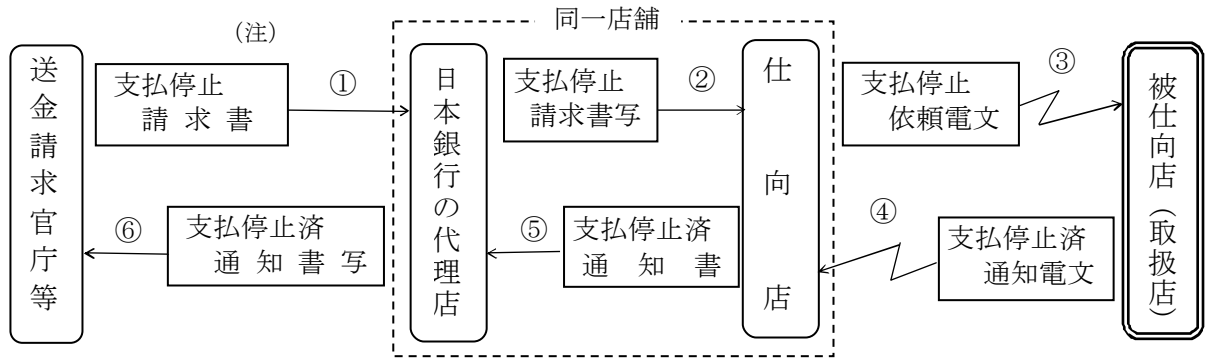 同一店舗
(注)
送金請求官庁等
支払停止
請求書
①
日本銀行の代理店
支払停止
請求書写
②
仕向店
支払停止
依頼電文
③
被仕向店(取扱店)
⑥
支払停止済
通知書写
⑤
支払停止済
通知書
④
支払停止済
通知電文